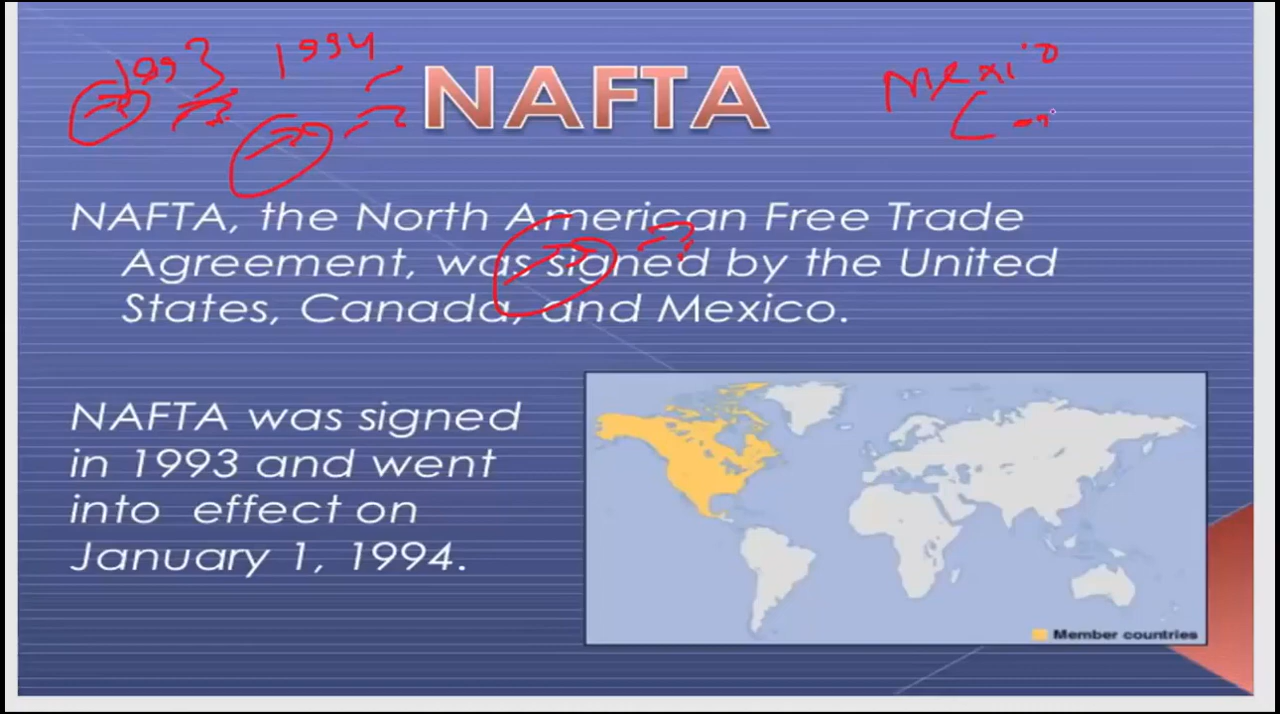 1993
1994
NAFTA
Mexio
NAFTA, the North American Free Trade
Agreement, was signed by the United
States, Canada, and Mexico.
NAFTA was signed
in 1993 and went
into effect on
January 1, 1994.
Member countries